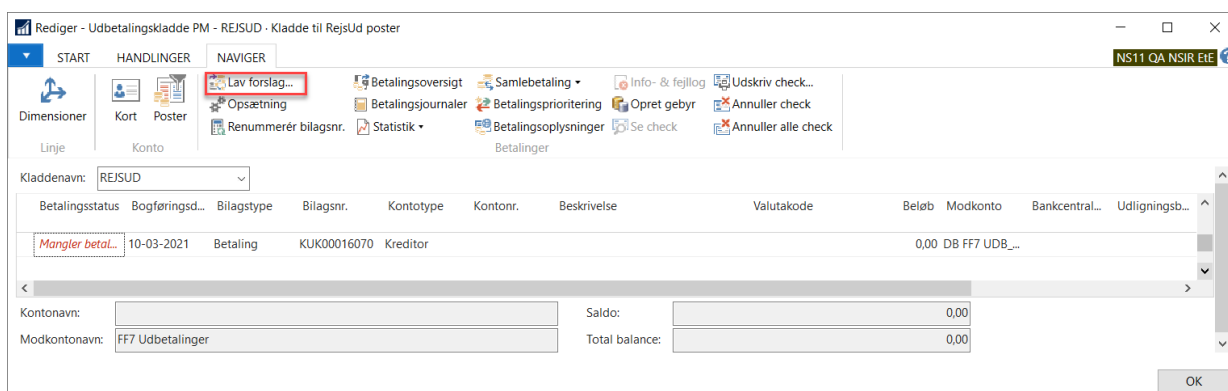 Rediger - Udbetalingskladde PM - REJSUD · Kladde til RejsUd poster
START HANDLINGER NAVIGER NS11 QA NSIR EtE
Lav forslag... Betalingsoversigt Samlebetaling Info- & fejllog Udskriv check...
Opsætning Betalingsjournaler Betalingsprioritering Opret gebyr Annuller check
Dimensioner Kort Poster
Renummerér bilagsnr. Statistik Betalingsoplysninger Se check Annuller alle check
Linje Konto Betalinger
Kladdenavn: REJSUD
Betalingsstatus Bogføringsd... Bilagstype Bilagsnr. Kontotype Kontonr. Beskrivelse Valutakode Beløb Modkonto Bankcentral... Udligningsb...
Mangler betal... 10-03-2021 Betaling KUK00016070 Kreditor 0,00 DB FF7 UDB_...
Kontonavn: Saldo: 0,00
Modkontonavn: FF7 Udbetalinger Total balance: 0,00
OK